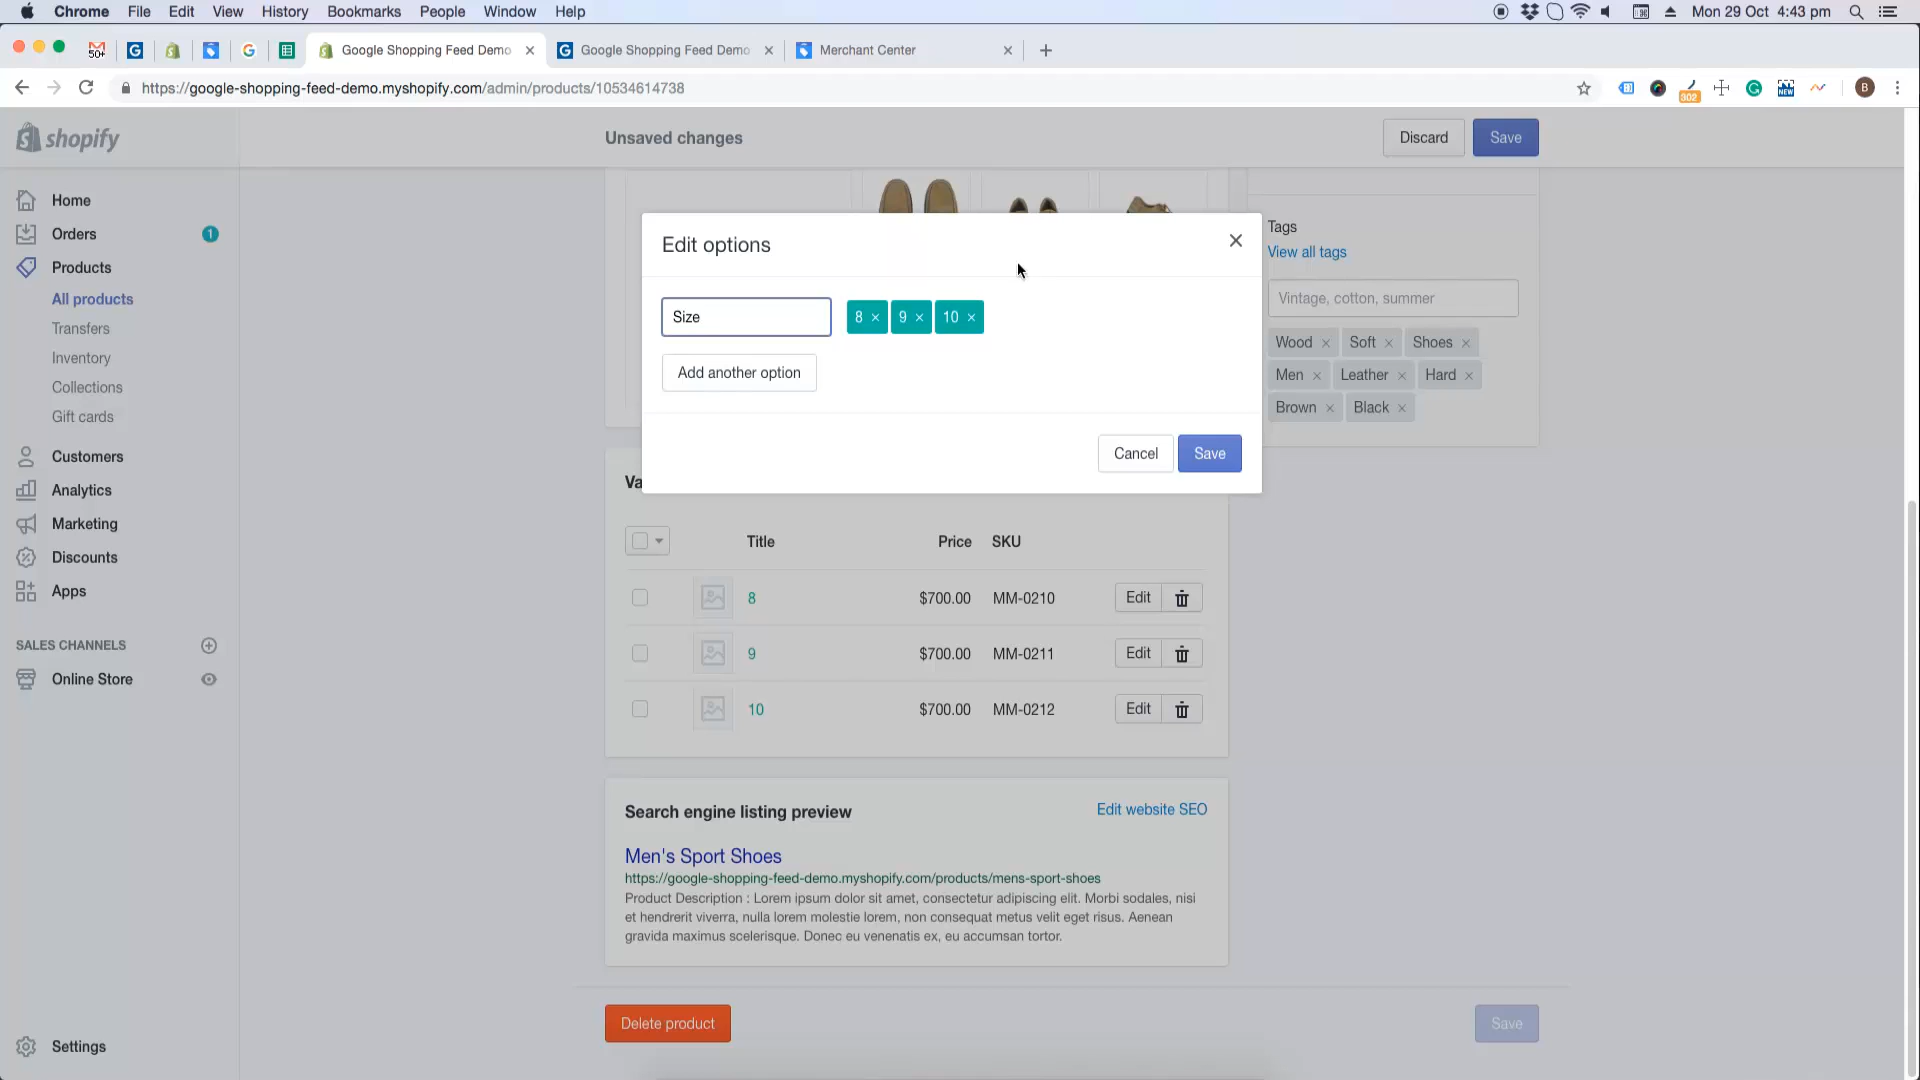 Chrome File Edit View History Bookmarks People Window Help Mon 29 Oct 4:43 pm
50+ Google Shopping Feed Demo Google Shopping Feed Demo Merchant Center
https://google-shopping-feed-demo.myshopify.com/admin/products/10534614738 302 NEW B
shopify
Unsaved changes
Discard
Save
Home
Orders 1
Products
All products
Transfers
Inventory
Collections
Gift cards
Customers
Analytics
Marketing
Discounts
Apps
SALES CHANNELS
Online Store
Settings
Edit options
Size 8 × 9 × 10 ×
Add another option
Cancel Save
Tags
View all tags
Vintage, cotton, summer
Wood × Soft × Shoes ×
Men × Leather × Hard ×
Brown × Black ×
Va
Title Price SKU
8 $700.00 MM-0210 Edit
9 $700.00 MM-0211 Edit
10 $700.00 MM-0212 Edit
Search engine listing preview Edit website SEO
Men's Sport Shoes
https://google-shopping-feed-demo.myshopify.com/products/mens-sport-shoes
Product Description : Lorem ipsum dolor sit amet, consectetur adipiscing elit. Morbi sodales, nisi
et hendrerit viverra, nulla lorem molestie lorem, non consequat metus velit eget risus. Aenean
gravida maximus scelerisque. Donec eu venenatis ex, eu accumsan tortor.
Delete product Save